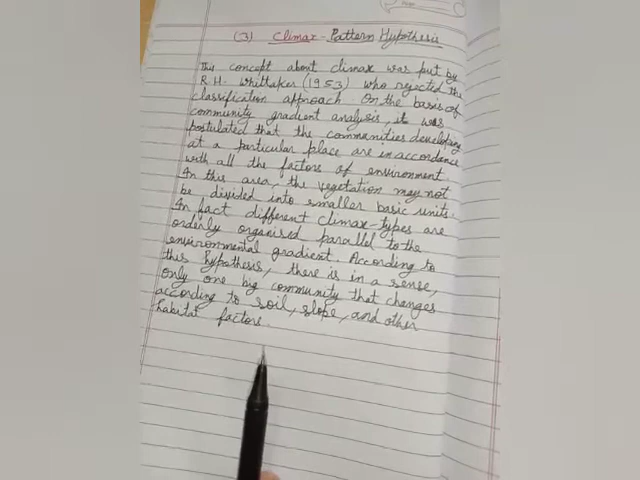 (3) Climax-Pattern Hypothesis
This concept about climax was put by
R.H. Whittaker (1953) who rejected the
classification approach. On the basis of
community gradient analysis, it was
postulated that the communities developing
at a particular place are in accordance
with all the factors of environment
In this area, the vegetation may not
be divided into smaller basic units.
In fact different climax-types are
orderly organised parallel to the
environmental gradient. According to
this hypothesis, there is in a sense,
only one big community that changes
according to soil, slope, and other
habitat factors.